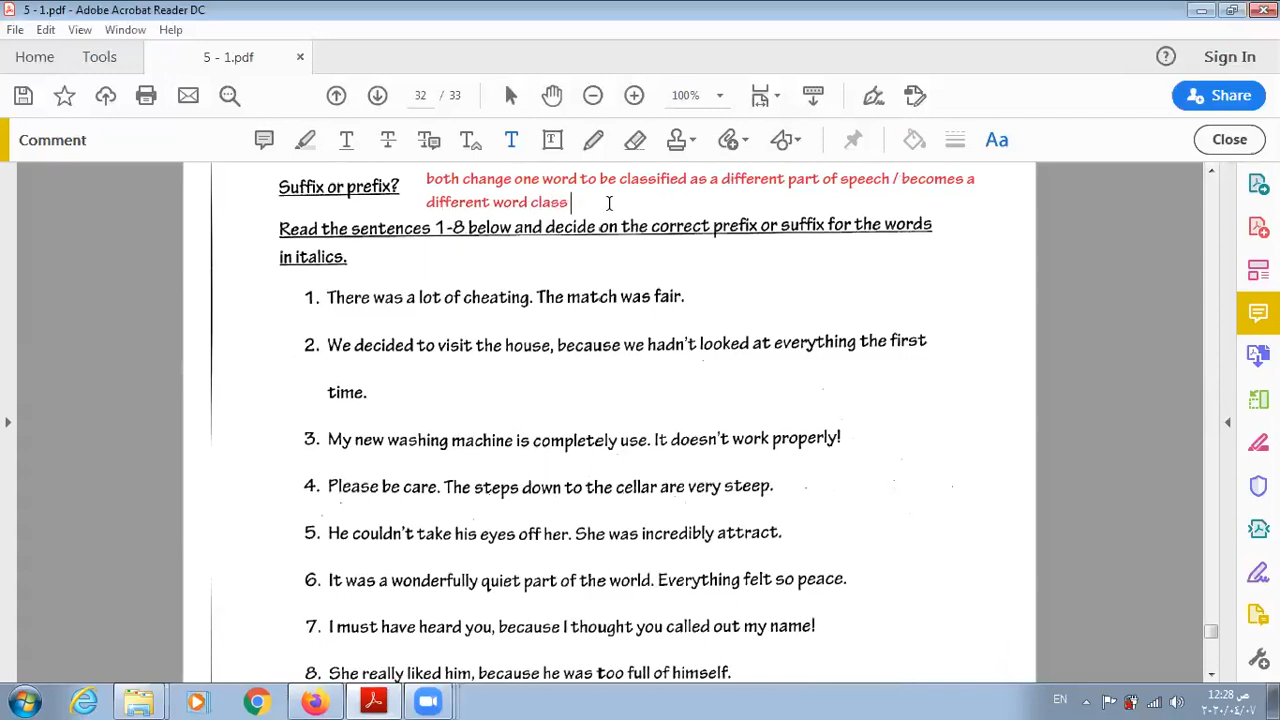 5 - 1.pdf - Adobe Acrobat Reader DC
File Edit View Window Help
Home Tools 5 - 1.pdf × Sign In
32 / 33 100% Share
Comment Close
Suffix or prefix?
both change one word to be classified as a different part of speech / becomes a
different word class
Read the sentences 1-8 below and decide on the correct prefix or suffix for the words
in italics.
1. There was a lot of cheating. The match was fair.
2. We decided to visit the house, because we hadn't looked at everything the first
time.
3. My new washing machine is completely use. It doesn't work properly!
4. Please be care. The steps down to the cellar are very steep.
5. He couldn't take his eyes off her. She was incredibly attract.
6. It was a wonderfully quiet part of the world. Everything felt so peace.
7. I must have heard you, because I thought you called out my name!
8. She really liked him, because he was too full of himself.
EN 12:28 ص
٢٠٢٠/٠٤/٠٧